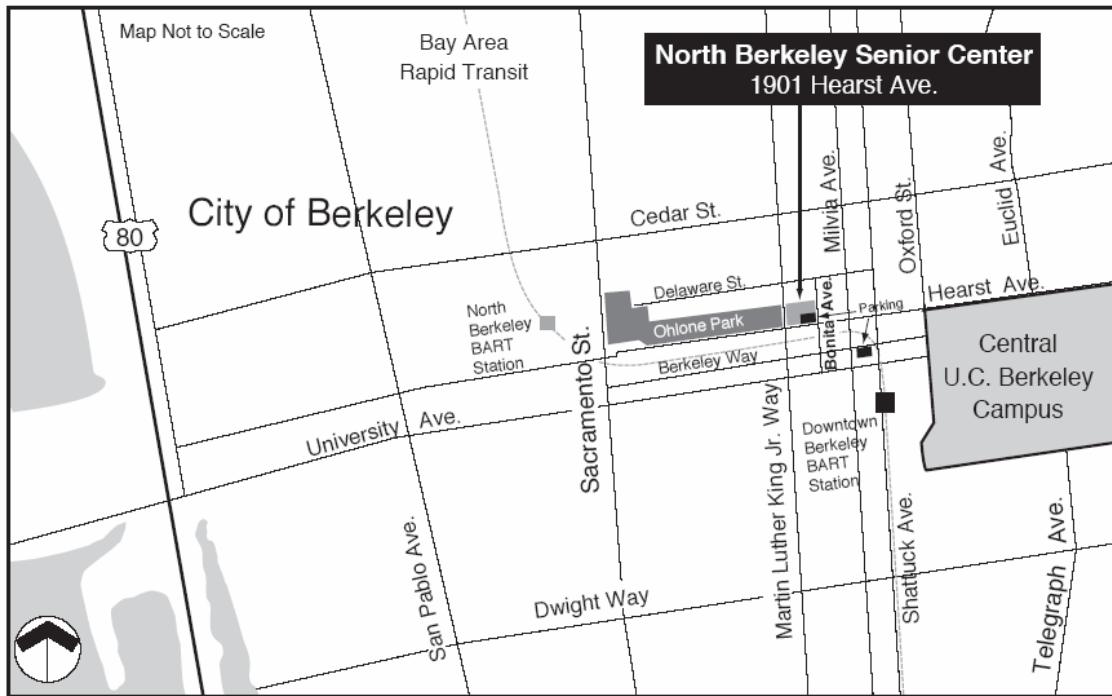 Map Not to Scale
Bay Area
Rapid Transit
North Berkeley Senior Center
1901 Hearst Ave.
80
City of Berkeley
Cedar St.
Milvia Ave.
Oxford St.
Euclid Ave.
Delaware St.
Hearst Ave.
North
Berkeley
BART
Station
Ohlone Park
Bonita Ave.
Parking
Berkeley Way
Central
U.C. Berkeley
Campus
University Ave.
Sacramento St.
Martin Luther King Jr. Way
Downtown
Berkeley
BART
Station
Shattuck Ave.
San Pablo Ave.
Dwight Way
Telegraph Ave.